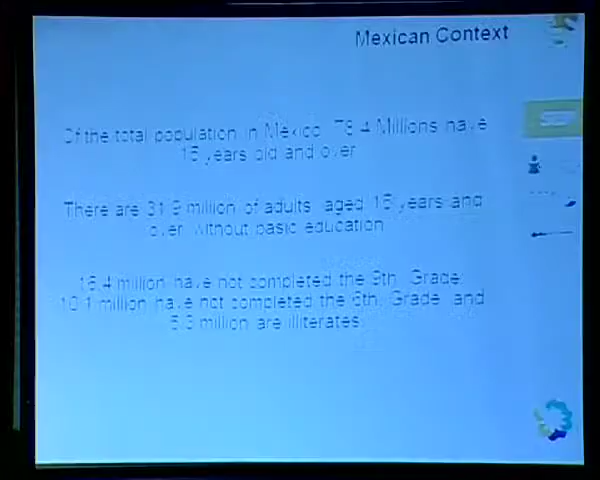 Mexican Context
Of the total population in México 78.4 Millions have
15 years old and over
There are 31.9 million of adults aged 15 years and
over without basic education
16.4 million have not completed the 9th. Grade
10.1 million have not completed the 6th. Grade and
5.3 million are illiterates